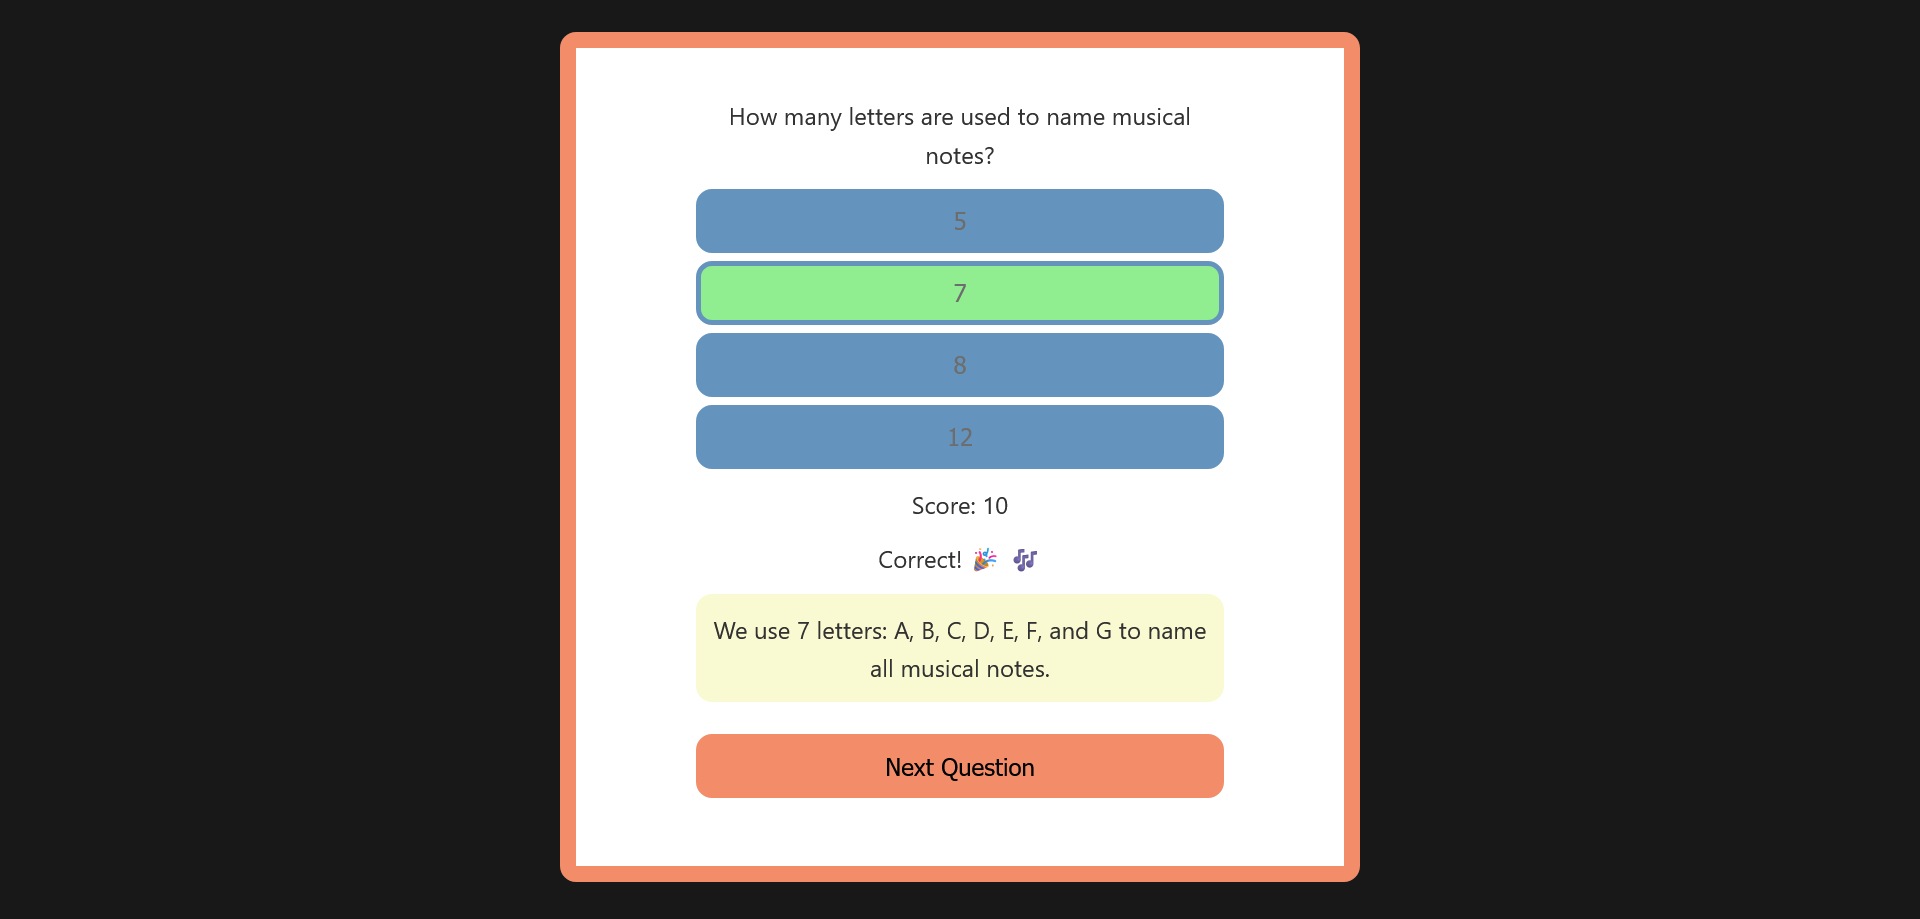 How many letters are used to name musical
notes?
5
7
8
12
Score: 10
Correct! 🎉 🎶
We use 7 letters: A, B, C, D, E, F, and G to name
all musical notes.
Next Question